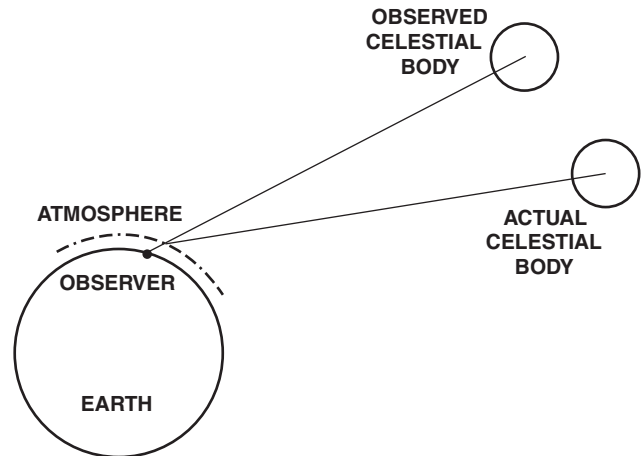 OBSERVED
CELESTIAL
BODY
ATMOSPHERE
OBSERVER
EARTH
ACTUAL
CELESTIAL
BODY